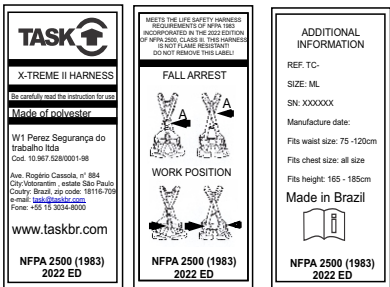 TASK
X-TREME II HARNESS
Be carefully read the instruction for use
Made of polyester
W1 Perez Segurança do
trabalho ltda
Cod. 10.967.528/0001-98
Ave. Rogério Cassola, n° 884
City:Votorantim , estate São Paulo
Coutry: Brazil, zip code: 18116-709
e-mail: task@taskbr.com
Fone: +55 15 3034-8000
www.taskbr.com
NFPA 2500 (1983)
2022 ED
MEETS THE LIFE SAFETY HARNESS
REQUIREMENTS OF NFPA 1983
INCORPORATED IN THE 2022 EDITION
OF NFPA 2500, CLASS III. THIS HARNESS
IS NOT FLAME RESISTANT!
DO NOT REMOVE THIS LABEL!
FALL ARREST
A
A
WORK POSITION
NFPA 2500 (1983)
2022 ED
ADDITIONAL
INFORMATION
REF. TC-
SIZE: ML
SN: XXXXXX
Manufacture date:
Fits waist size: 75 -120cm
Fits chest size: all size
Fits height: 165 - 185cm
Made in Brazil
i
NFPA 2500 (1983)
2022 ED